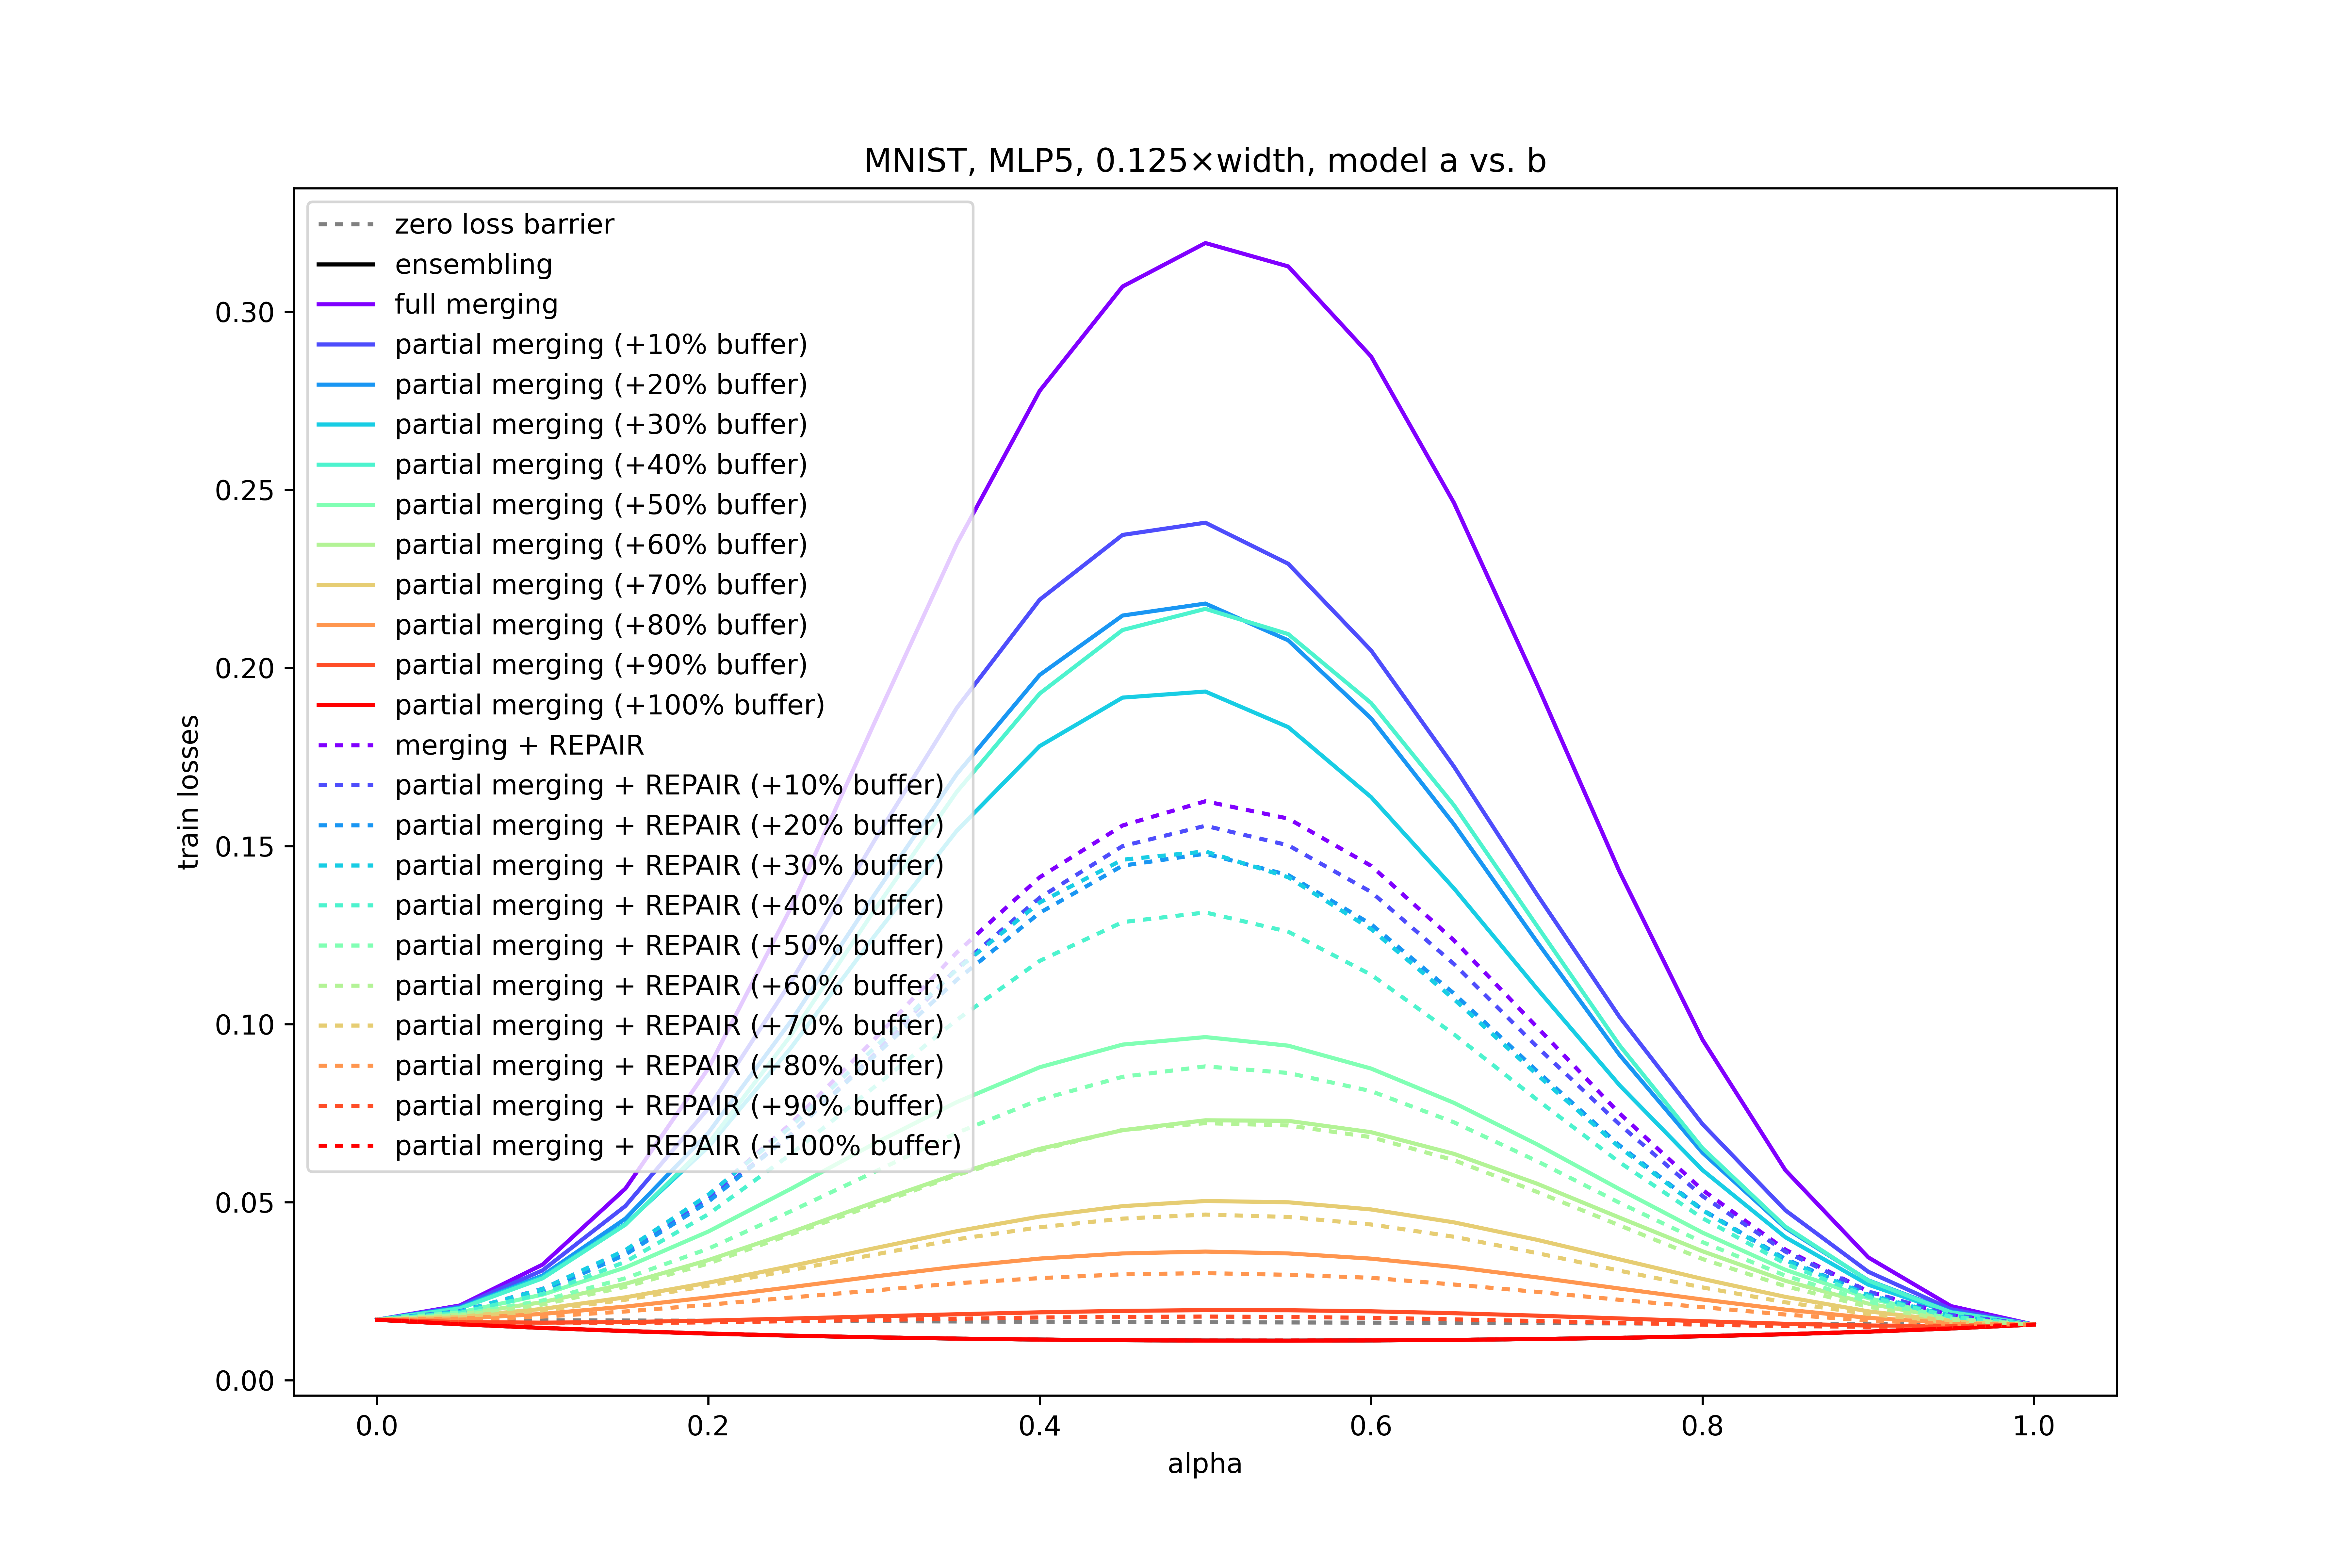 MNIST, MLP5, 0.125×width, model a vs. b
zero loss barrier
ensembling
full merging
partial merging (+10% buffer)
partial merging (+20% buffer)
partial merging (+30% buffer)
partial merging (+40% buffer)
partial merging (+50% buffer)
partial merging (+60% buffer)
partial merging (+70% buffer)
partial merging (+80% buffer)
partial merging (+90% buffer)
partial merging (+100% buffer)
merging + REPAIR
partial merging + REPAIR (+10% buffer)
partial merging + REPAIR (+20% buffer)
partial merging + REPAIR (+30% buffer)
partial merging + REPAIR (+40% buffer)
partial merging + REPAIR (+50% buffer)
partial merging + REPAIR (+60% buffer)
partial merging + REPAIR (+70% buffer)
partial merging + REPAIR (+80% buffer)
partial merging + REPAIR (+90% buffer)
partial merging + REPAIR (+100% buffer)
train losses
0.30
0.25
0.20
0.15
0.10
0.05
0.00
0.0 0.2 0.4 0.6 0.8 1.0
alpha